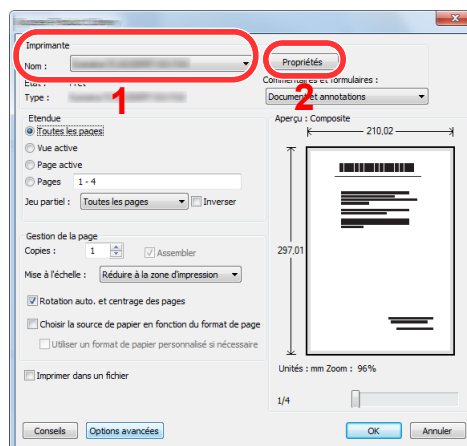 Imprimante
Nom :
Propriétés
État : Prêt
Commentaires et formulaires :
Type :
1
2
Document et annotations
Etendue
Toutes les pages
Vue active
Page active
Pages 1 - 4
Jeu partiel : Toutes les pages Inverser
Aperçu : Composite
210,02
297,01
Gestion de la page
Copies : 1 Assembler
Mise à l'échelle : Réduire à la zone d'impression
Rotation auto. et centrage des pages
Choisir la source de papier en fonction du format de page
Utiliser un format de papier personnalisé si nécessaire
Imprimer dans un fichier
Unités : mm Zoom : 96%
1/4
Conseils Options avancées OK Annuler